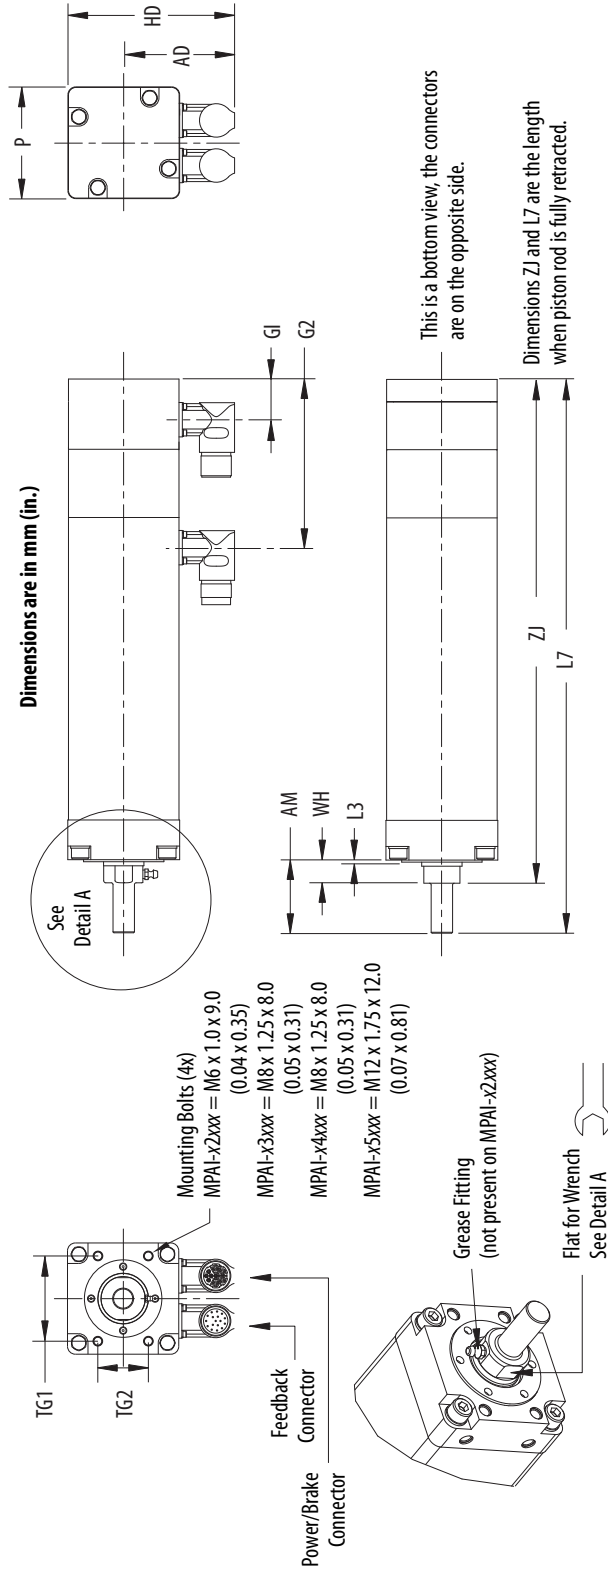 Dimensions are in mm (in.)
TG1
TG2
Feedback
Connector
Power/Brake
Connector
Mounting Bolts (4x)
MPAI-x2xxx = M6 x 1.0 x 9.0
(0.04 x 0.35)
MPAI-x3xxx = M8 x 1.25 x 8.0
(0.05 x 0.31)
MPAI-x4xxx = M8 x 1.25 x 8.0
(0.05 x 0.31)
MPAI-x5xxx = M12 x 1.75 x 12.0
(0.07 x 0.81)
See
Detail A
GI
G2
P
HD
AD
Grease Fitting
(not present on MPAI-x2xxx)
Flat for Wrench
See Detail A
AM
WH
L3
ZJ
L7
This is a bottom view, the connectors
are on the opposite side.
Dimensions ZJ and L7 are the length
when piston rod is fully retracted.